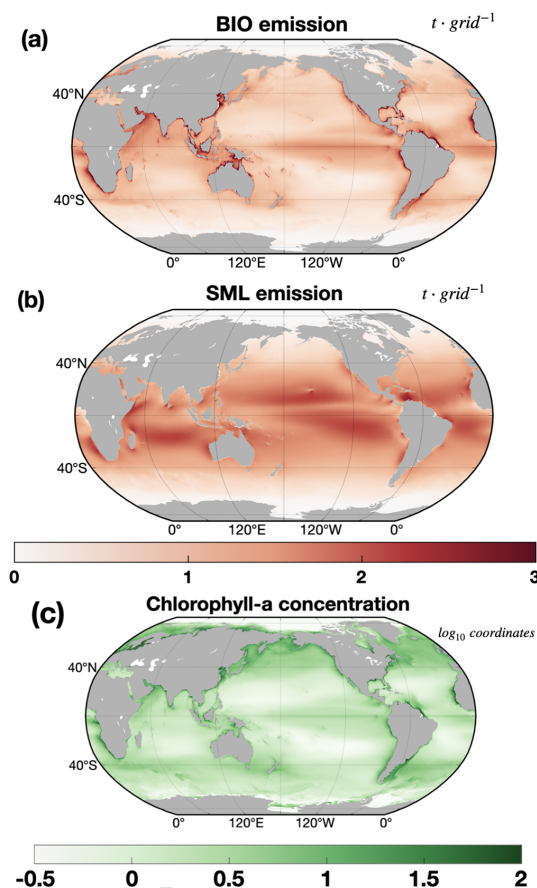 (a) BIO emission t · grid⁻¹
40°N
40°S
0° 120°E 120°W 0°
(b) SML emission t · grid⁻¹
40°N
40°S
0° 120°E 120°W 0°
0 1 2 3
(c) Chlorophyll-a concentration
log₁₀ coordinates
40°N
40°S
0° 120°E 120°W 0°
-0.5 0 0.5 1 1.5 2